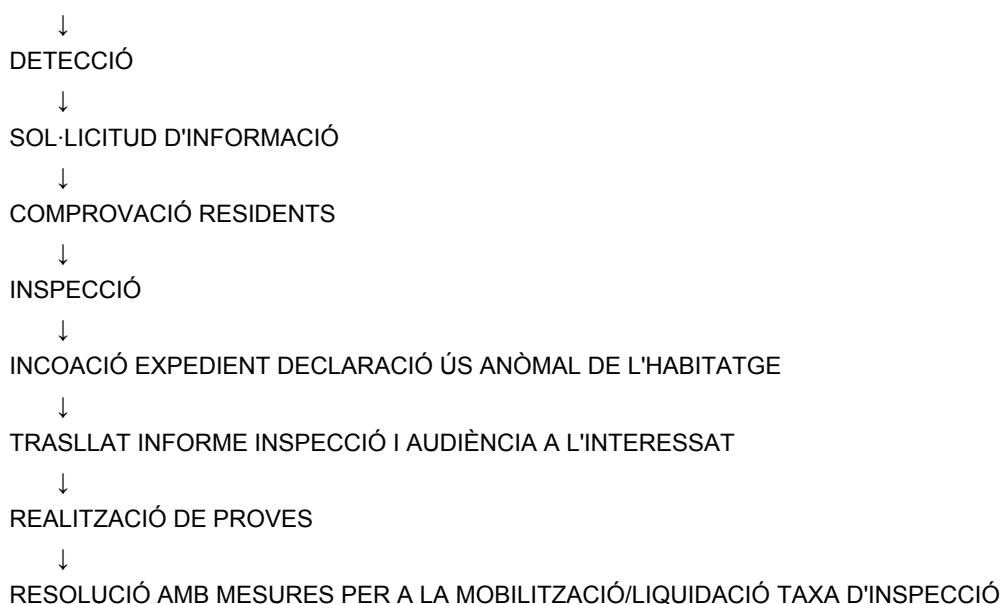 ↓
DETECCIÓ
↓
SOL·LICITUD D'INFORMACIÓ
↓
COMPROVACIÓ RESIDENTS
↓
INSPECCIÓ
↓
INCOACIÓ EXPEDIENT DECLARACIÓ ÚS ANÒMAL DE L'HABITATGE
↓
TRASLLAT INFORME INSPECCIÓ I AUDIÈNCIA A L'INTERESSAT
↓
REALITZACIÓ DE PROVES
↓
RESOLUCIÓ AMB MESURES PER A LA MOBILITZACIÓ/LIQUIDACIÓ TAXA D'INSPECCIÓ